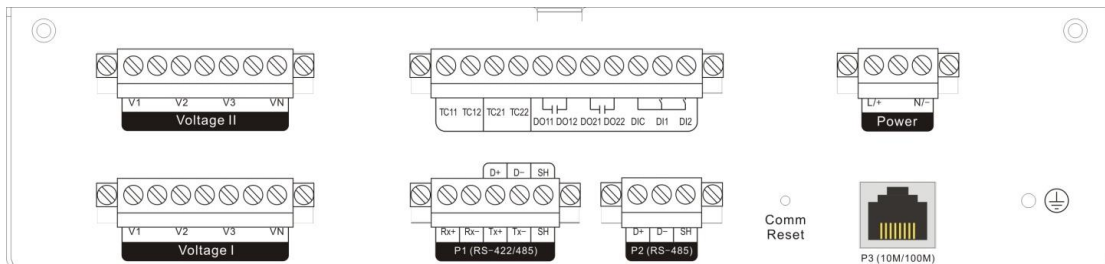 V1 V2 V3 VN
Voltage II
TC11 TC12 TC21 TC22 DO11 DO12 DO21 DO22 DIC DI1 DI2
L/+ N/-
Power
D+ D- SH
V1 V2 V3 VN
Voltage I
Rx+ Rx- Tx+ Tx- SH
P1 (RS-422/485)
D+ D- SH
P2 (RS-485)
Comm
Reset
P3 (10M/100M)